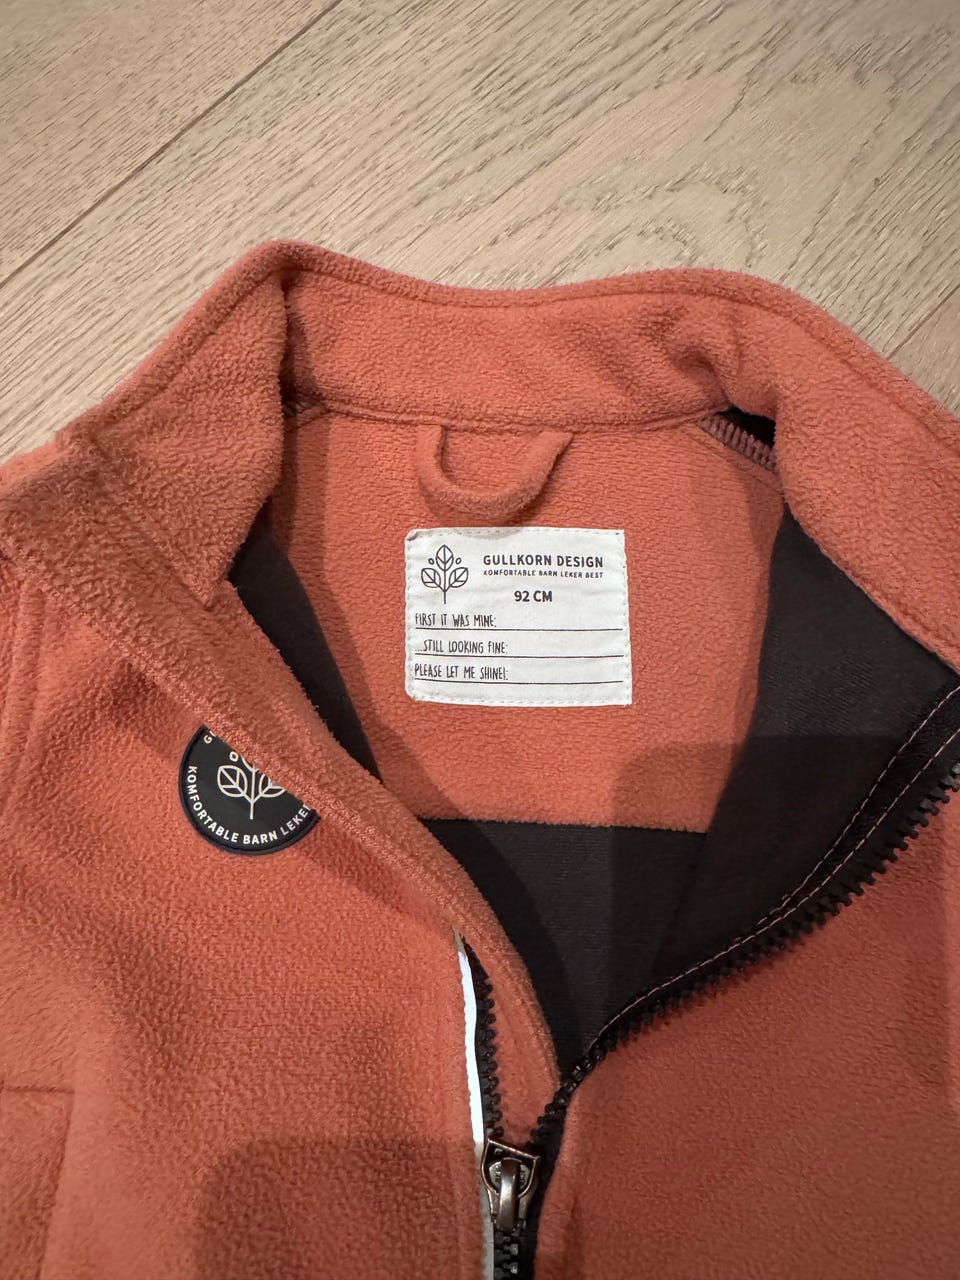 GULLKORN DESIGN
KOMFORTABLE BARN LEKER BEST
92 CM
FIRST IT WAS MINE:
...STILL LOOKING FINE:
PLEASE LET ME SHINE!:
KOMFORTABLE BARN LEKER